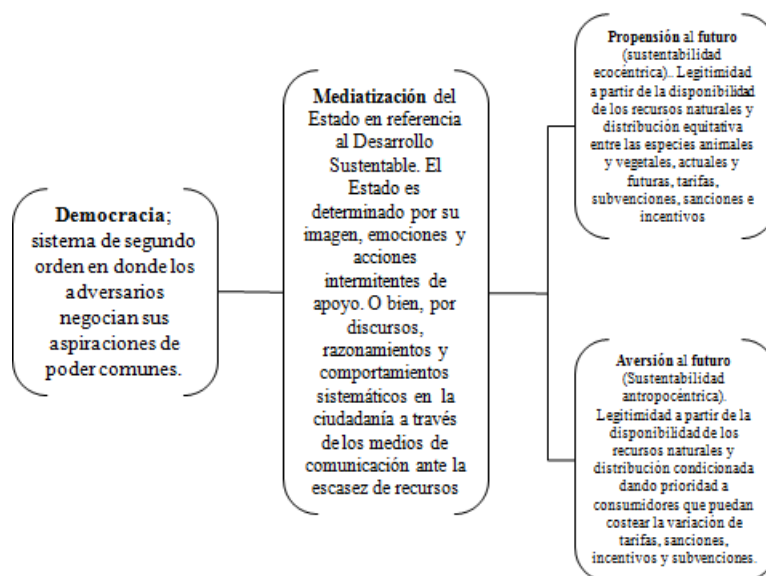 Democracia;
sistema de segundo
orden en donde los
adversarios
negocian sus
aspiraciones de
poder comunes.
Mediatización del
Estado en referencia
al Desarrollo
Sustentable. El
Estado es
determinado por su
imagen, emociones y
acciones
intermitentes de
apoyo. O bien, por
discursos,
razonamientos y
comportamientos
sistemáticos en la
ciudadanía a través
de los medios de
comunicación ante la
escasez de recursos
Propensión al futuro
(sustentabilidad
ecocéntrica).. Legitimidad
a partir de la disponibilidad
de los recursos naturales y
distribución equitativa
entre las especies animales
y vegetales, actuales y
futuras, tarifas,
subvenciones, sanciones e
incentivos
Aversión al futuro
(Sustentabilidad
antropocéntrica).
Legitimidad a partir de la
disponibilidad de los
recursos naturales y
distribución condicionada
dando prioridad a
consumidores que puedan
costear la variación de
tarifas, sanciones,
incentivos y subvenciones.